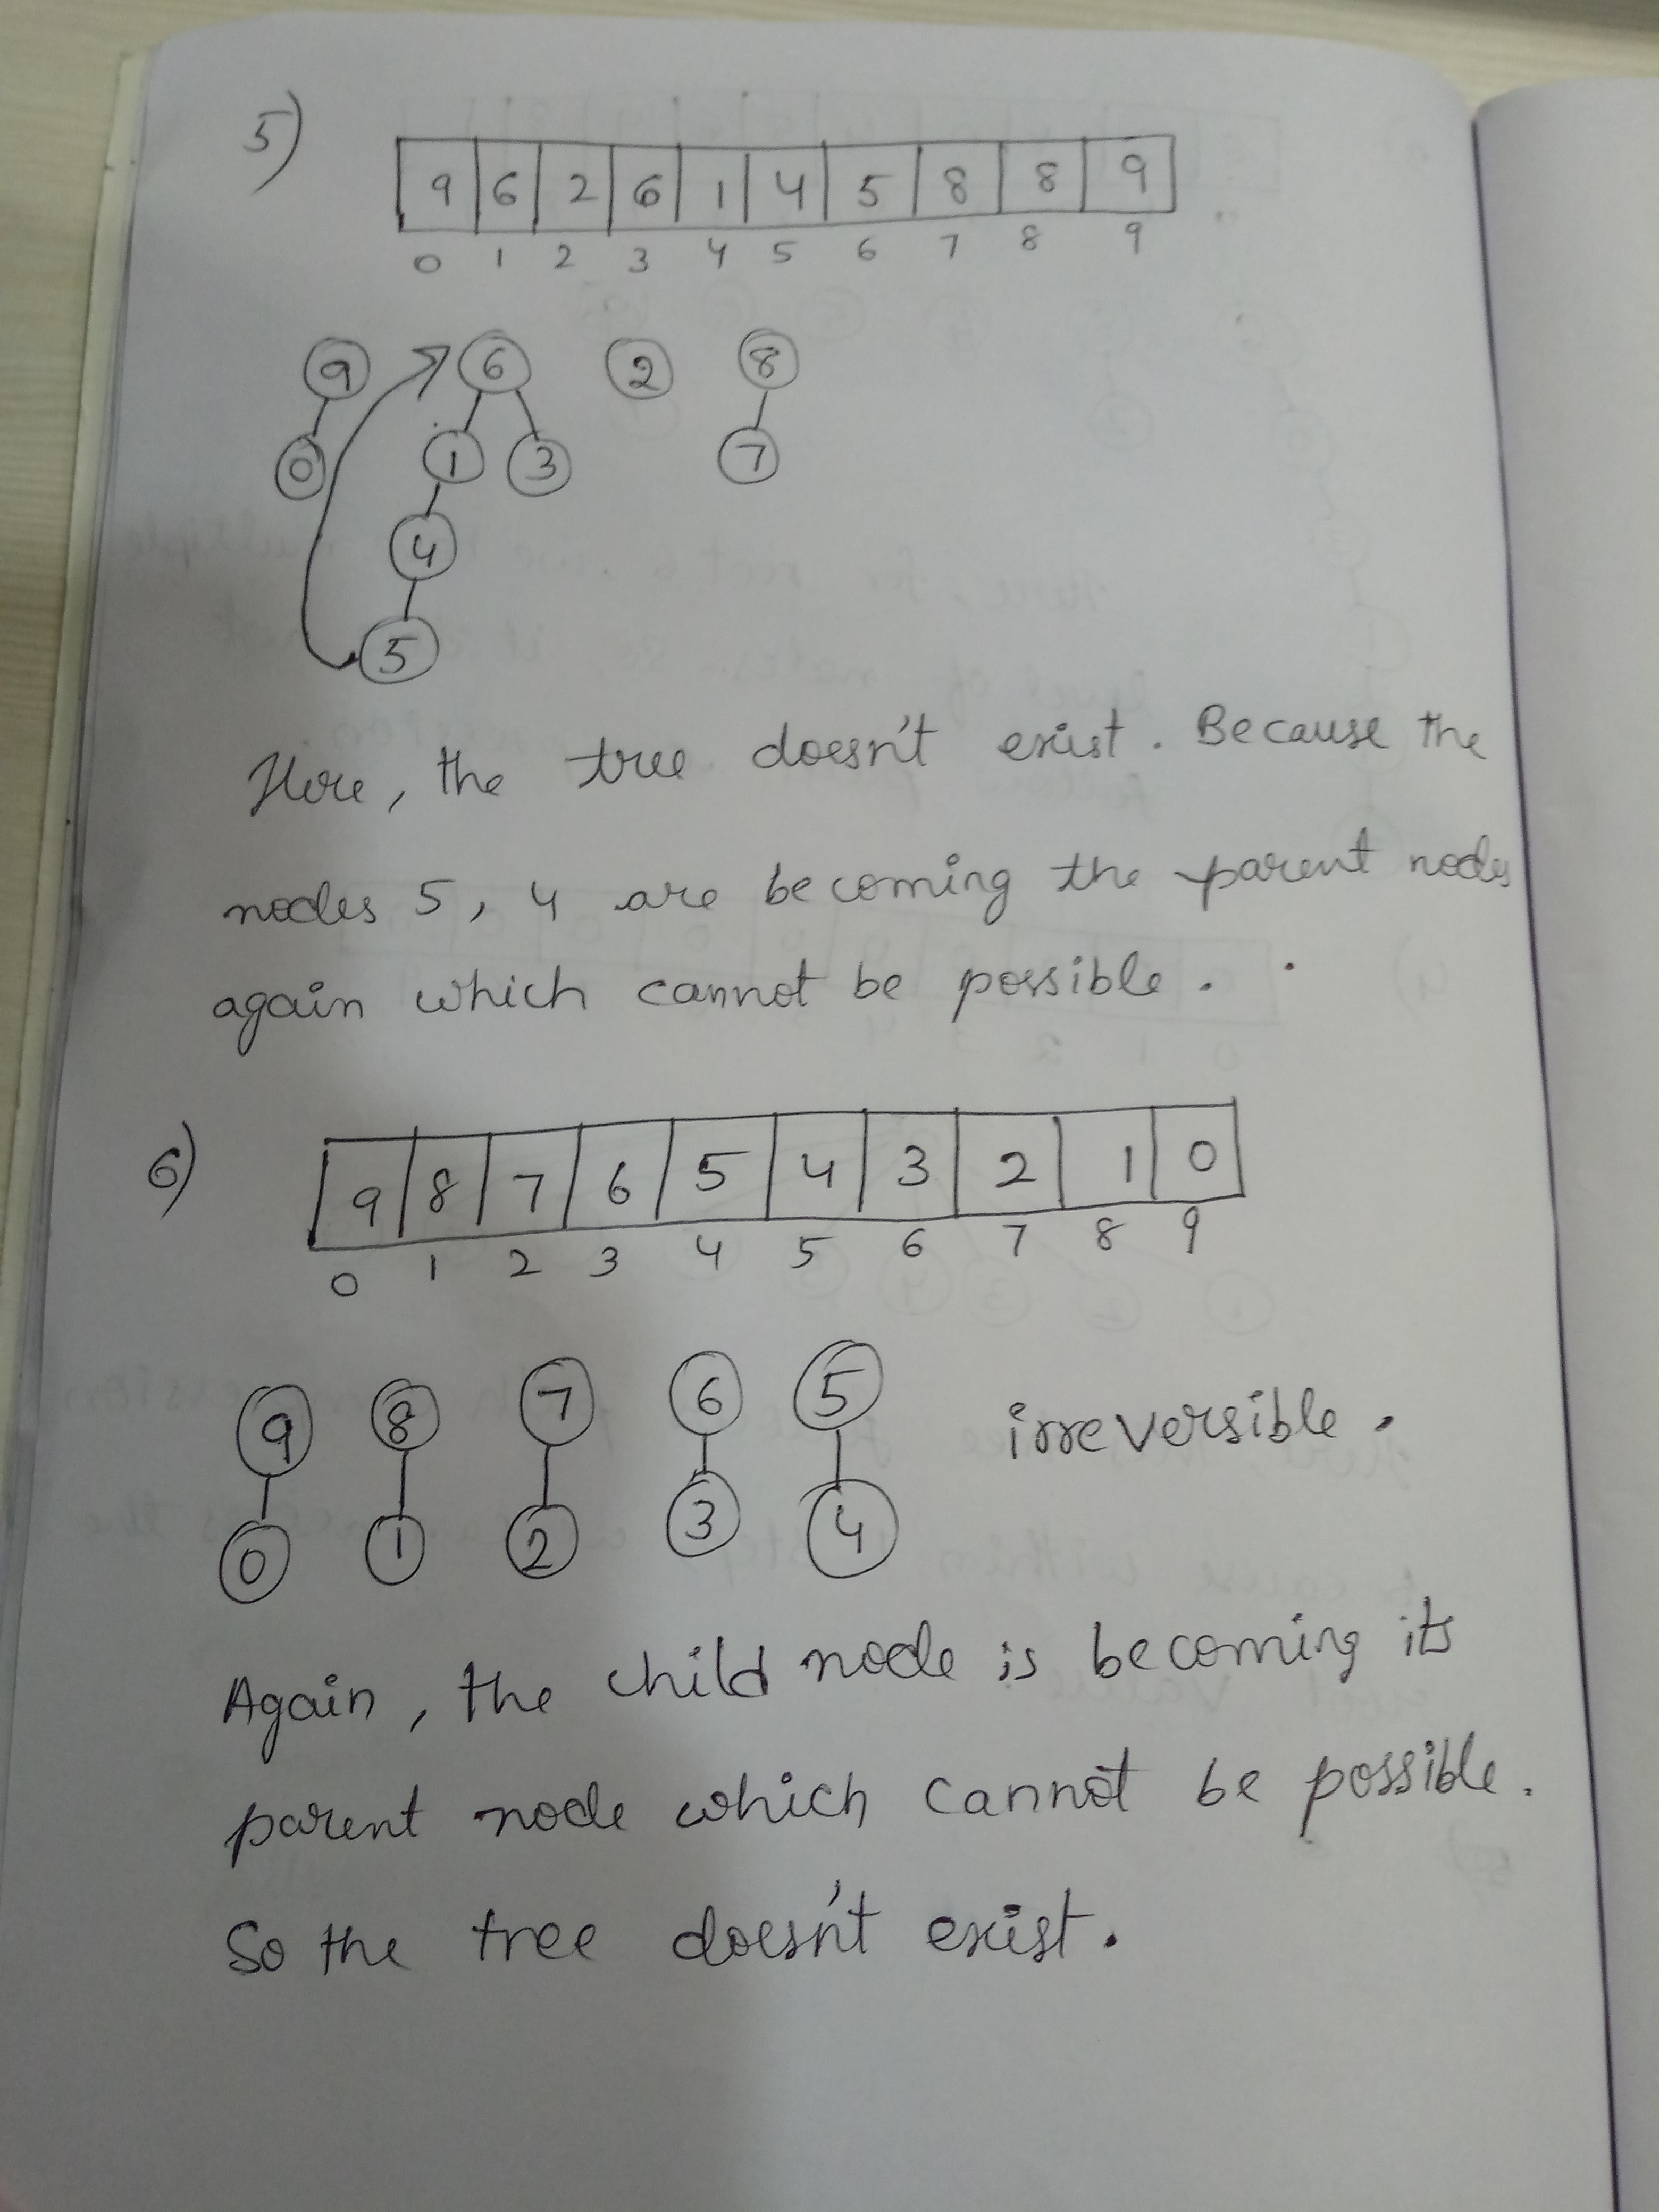 5)
9 6 2 6 1 4 5 8 8 9
0 1 2 3 4 5 6 7 8 9
9 6 2 8
0 1 3 7
4
5
Here, the tree doesn't exist. Because the
nodes 5, 4 are becoming the parent nodes
again which cannot be possible.
6)
9 8 7 6 5 4 3 2 1 0
0 1 2 3 4 5 6 7 8 9
9 8 7 6 5 irreversible.
0 1 2 3 4
Again, the child node is becoming its
parent node which cannot be possible.
So the tree doesn't exist.